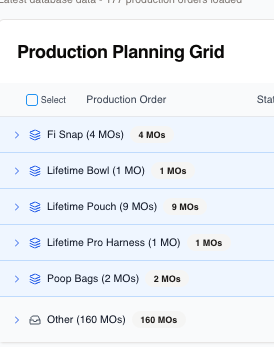 Latest database data - 177 production orders loaded
Production Planning Grid
Select Production Order Stat
Fi Snap (4 MOs) 4 MOs
Lifetime Bowl (1 MO) 1 MOs
Lifetime Pouch (9 MOs) 9 MOs
Lifetime Pro Harness (1 MO) 1 MOs
Poop Bags (2 MOs) 2 MOs
Other (160 MOs) 160 MOs